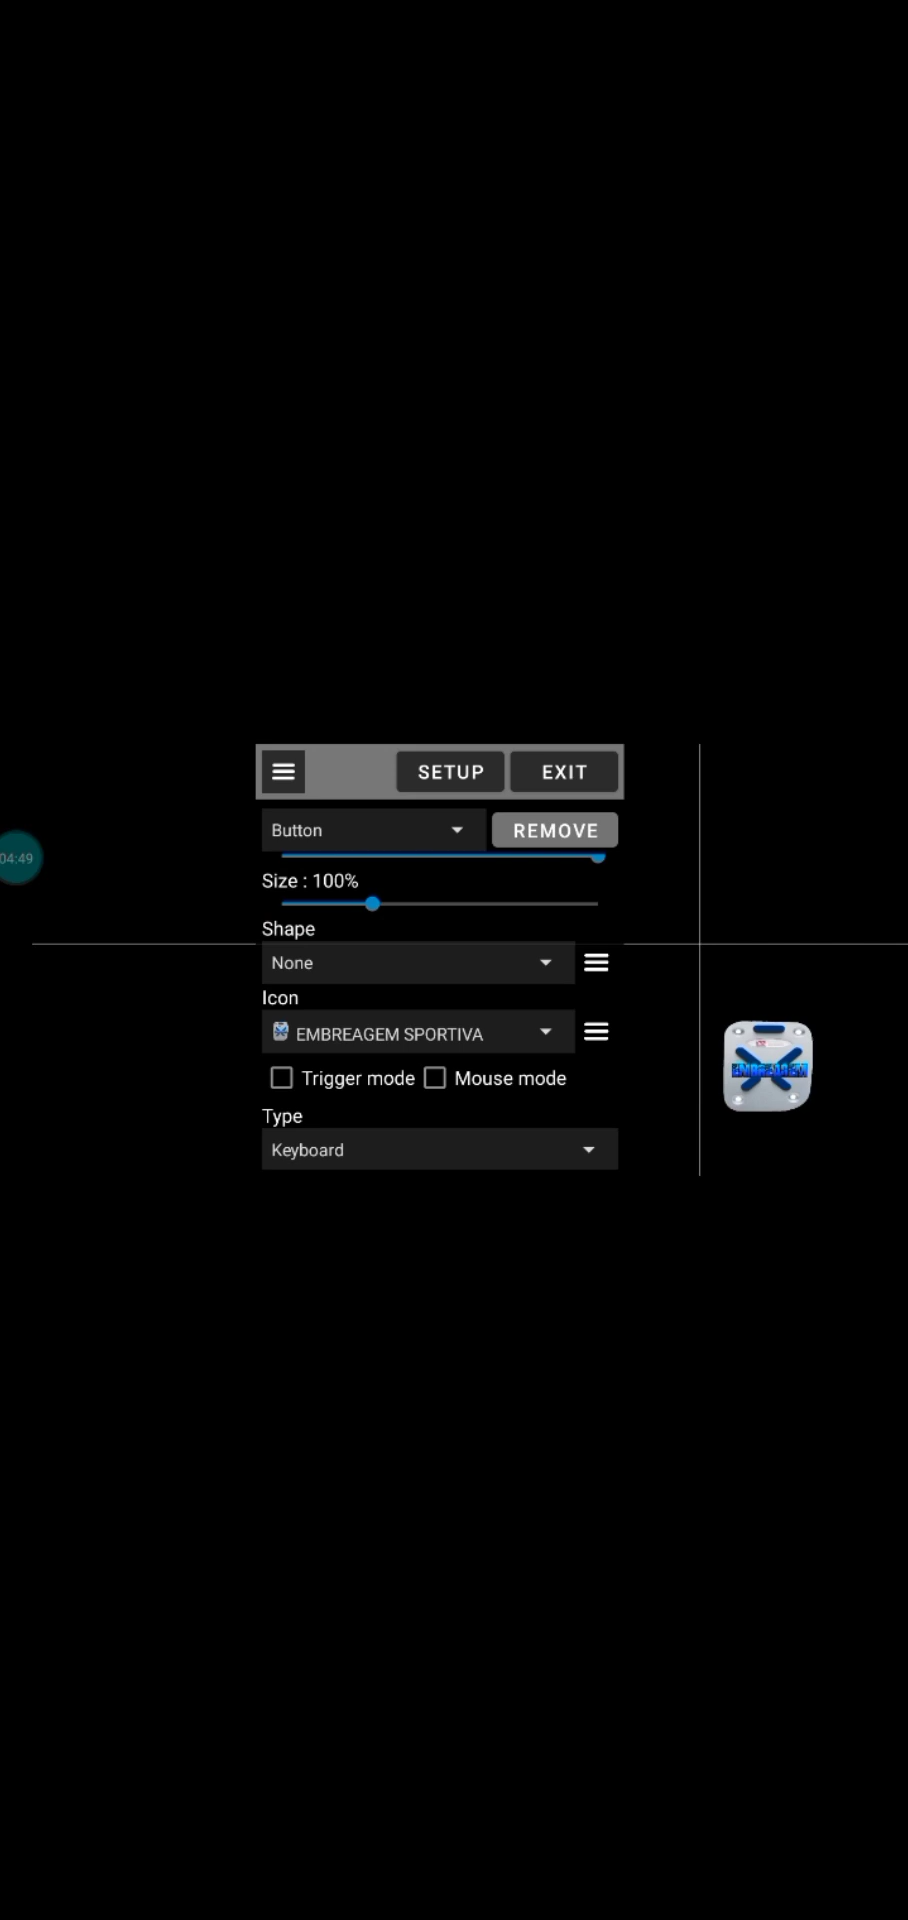 SETUP EXIT
Button REMOVE
04:49
Size : 100%
Shape
None
Icon
EMBREAGEM SPORTIVA
EMBREAGEM
Trigger mode Mouse mode
Type
Keyboard